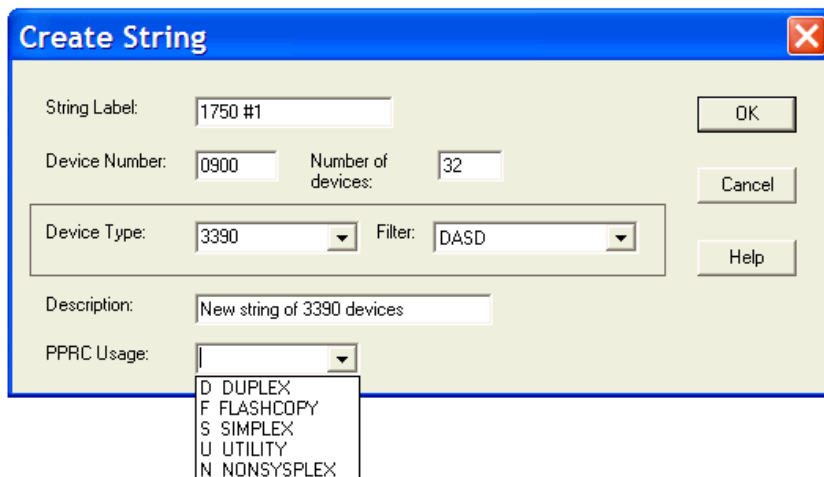 Create String
String Label: 1750 #1 OK
Device Number: 0900 Number of devices: 32 Cancel
Device Type: 3390 Filter: DASD
Help
Description: New string of 3390 devices
PPRC Usage:
D DUPLEX
F FLASHCOPY
S SIMPLEX
U UTILITY
N NONSYSPLEX